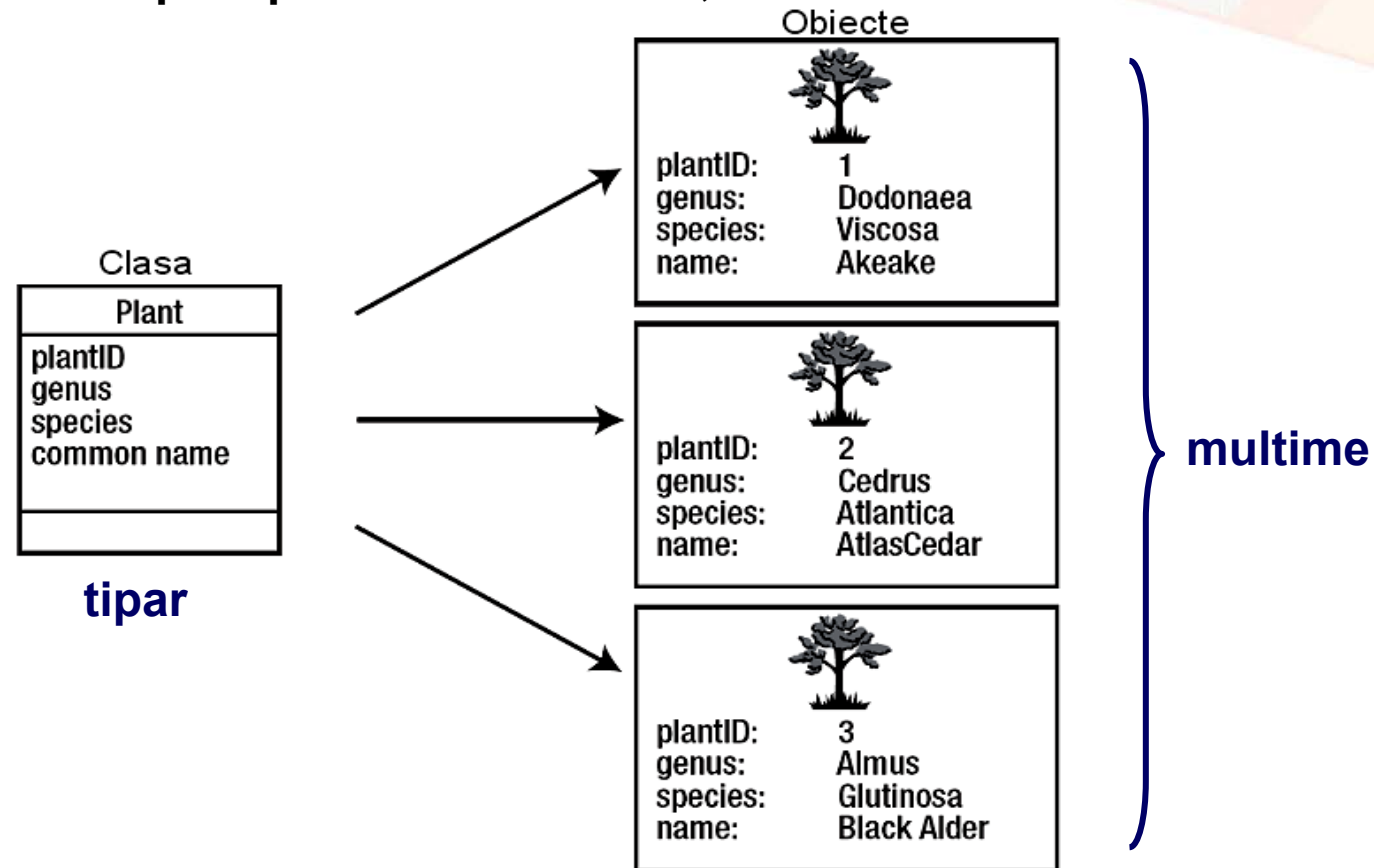 Obiecte
plantID: 1
genus: Dodonaea
species: Viscosa
name: Akeake
Clasa
Plant
plantID
genus
species
common name
tipar
plantID: 2
genus: Cedrus
species: Atlantica
name: AtlasCedar
multime
plantID: 3
genus: Almus
species: Glutinosa
name: Black Alder